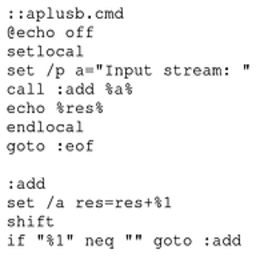 ::aplusb.cmd
@echo off
setlocal
set /p a="Input stream: "
call :add %a%
echo %res%
endlocal
goto :eof

:add
set /a res=res+%1
shift
if "%1" neq "" goto :add